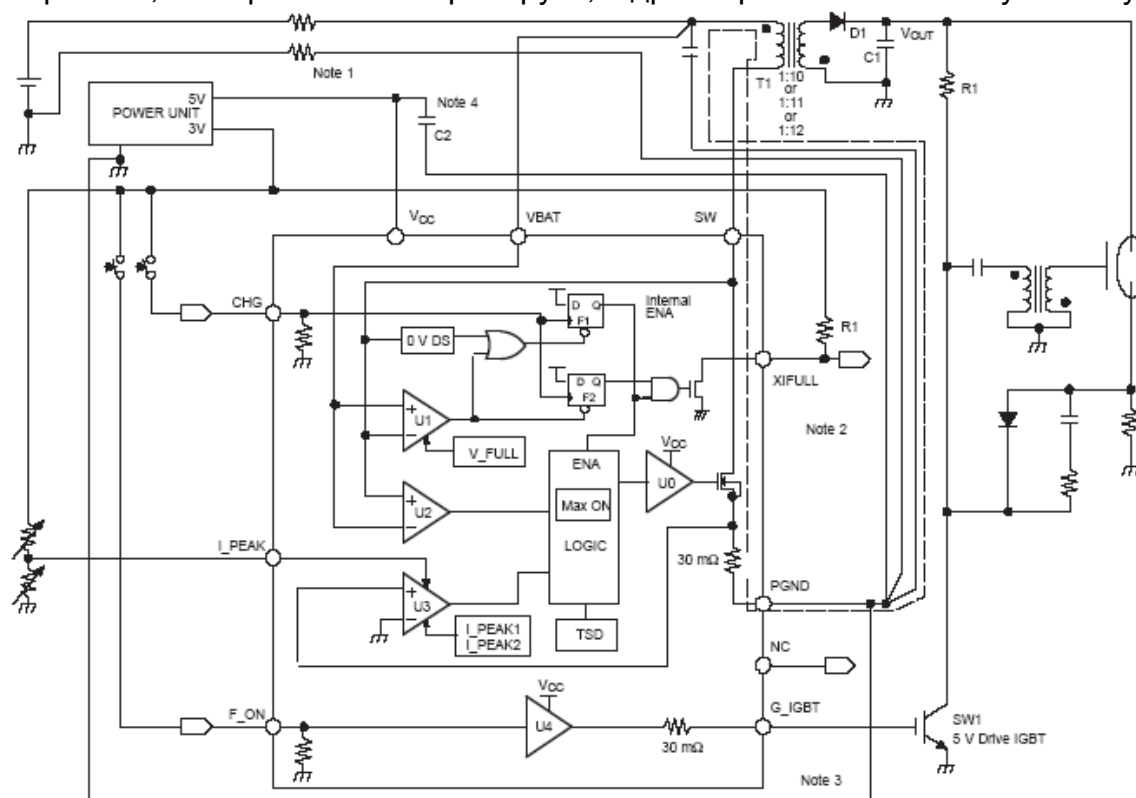 D1
VOUT
C1
T1
1:10
or
1:11
or
1:12
R1
Note 1
5V
POWER UNIT
3V
Note 4
C2
VCC
VBAT
SW
CHG
D Q
F1
Internal
ENA
0 V DS
R1
D Q
F2
XIFULL
+
U1
−
V_FULL
Note 2
VCC
ENA
U0
Max ON
+
U2
−
LOGIC
I_PEAK
30 mΩ
PGND
+
U3
−
I_PEAK1
I_PEAK2
TSD
NC
VCC
F_ON
U4
G_IGBT
30 mΩ
SW1
5 V Drive IGBT
Note 3